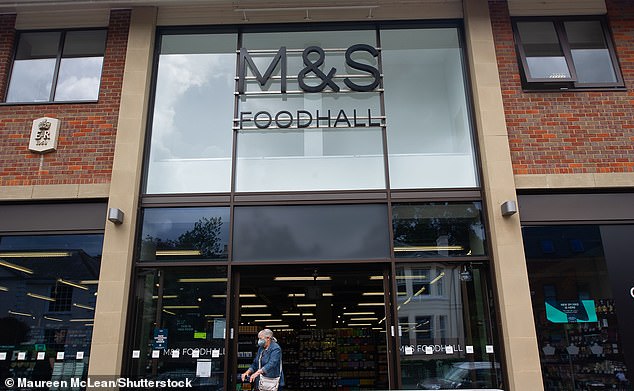 M&S
FOODHALL
E R
M&S FOODHALL
M&S FOODHALL
© Maureen McLean/Shutterstock